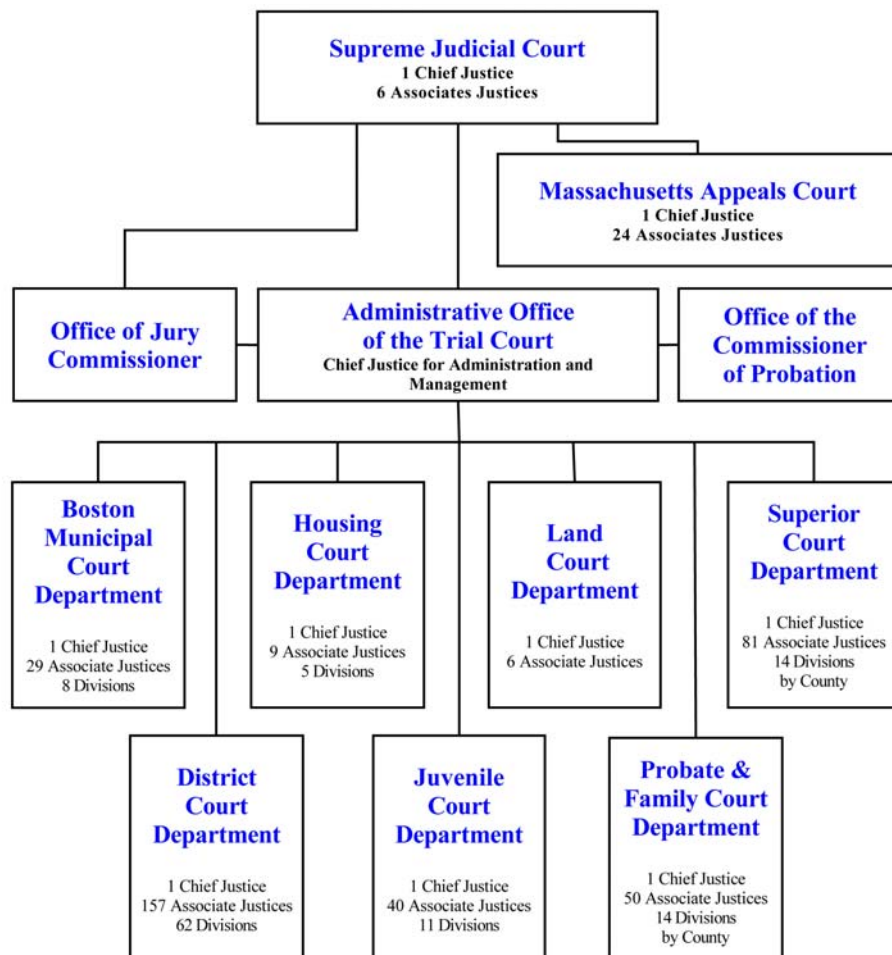 Supreme Judicial Court
1 Chief Justice
6 Associates Justices
Massachusetts Appeals Court
1 Chief Justice
24 Associates Justices
Office of Jury
Commissioner
Administrative Office
of the Trial Court
Chief Justice for Administration and
Management
Office of the
Commissioner
of Probation
Boston
Municipal
Court
Department
1 Chief Justice
29 Associate Justices
8 Divisions
Housing
Court
Department
1 Chief Justice
9 Associate Justices
5 Divisions
Land
Court
Department
1 Chief Justice
6 Associate Justices
Superior
Court
Department
1 Chief Justice
81 Associate Justices
14 Divisions
by County
District
Court
Department
1 Chief Justice
157 Associate Justices
62 Divisions
Juvenile
Court
Department
1 Chief Justice
40 Associate Justices
11 Divisions
Probate &
Family Court
Department
1 Chief Justice
50 Associate Justices
14 Divisions
by County